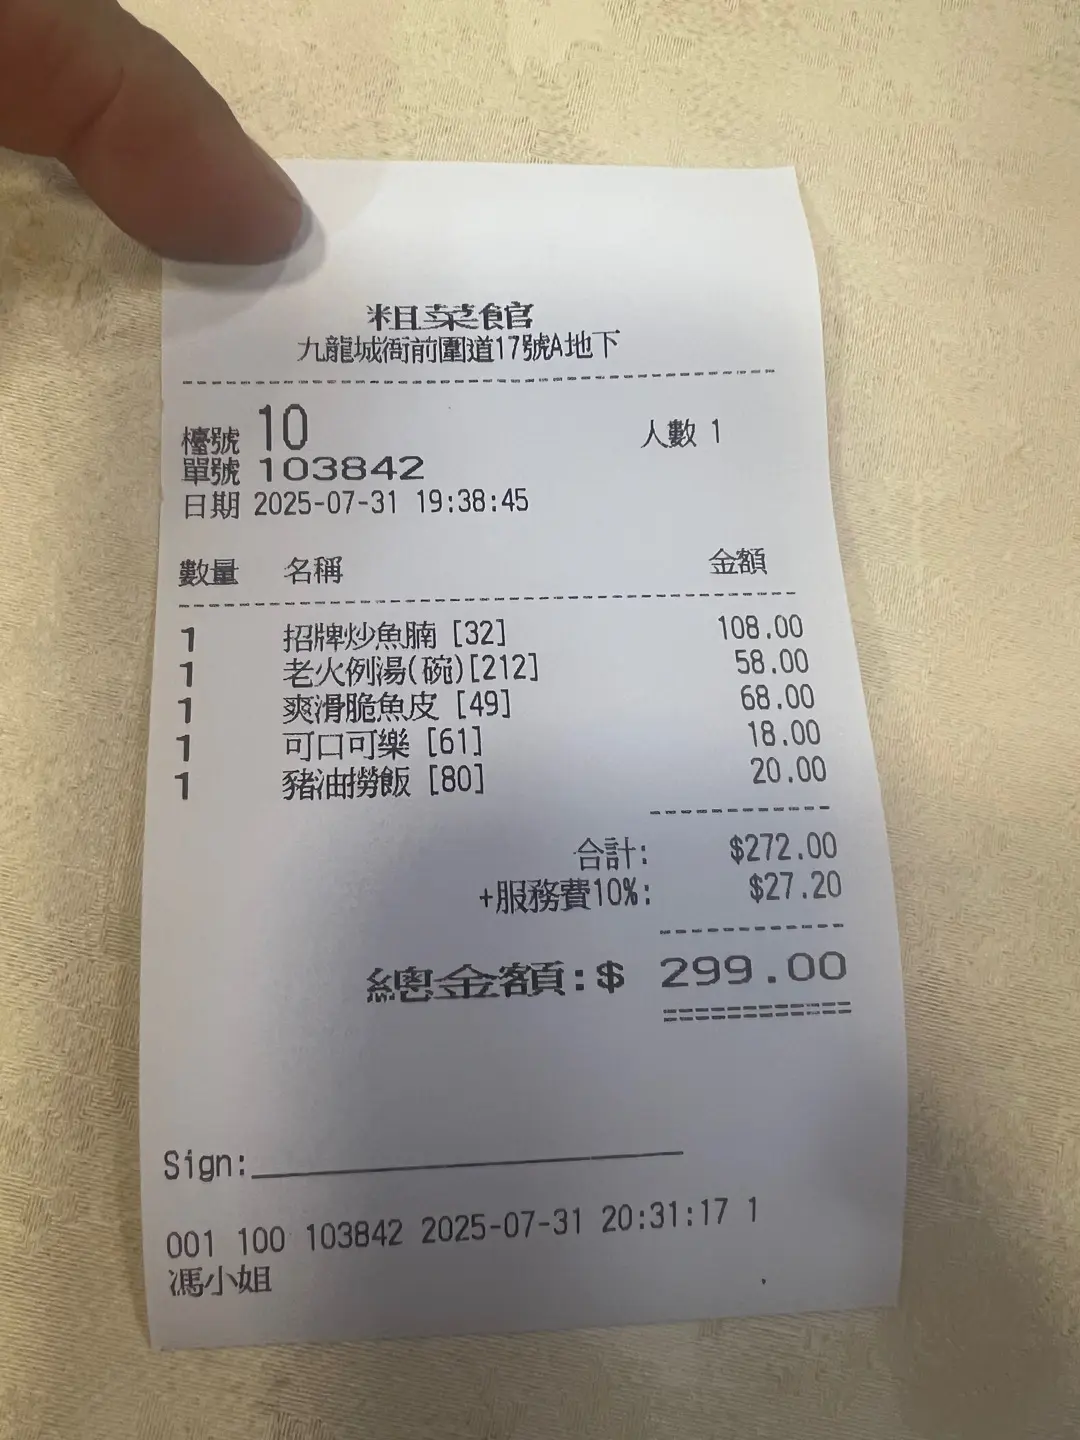 粗菜館
九龍城衙前圍道17號A地下
檯號 10 人數 1
單號 103842
日期 2025-07-31 19:38:45
數量 名稱 金額
1 招牌炒魚腩 [32] 108.00
1 老火例湯(碗)[212] 58.00
1 爽滑脆魚皮 [49] 68.00
1 可口可樂 [61] 18.00
1 豬油撈飯 [80] 20.00
合計: $272.00
+服務費10%: $27.20
總金額:$ 299.00
Sign:
001 100 103842 2025-07-31 20:31:17 1
馮小姐